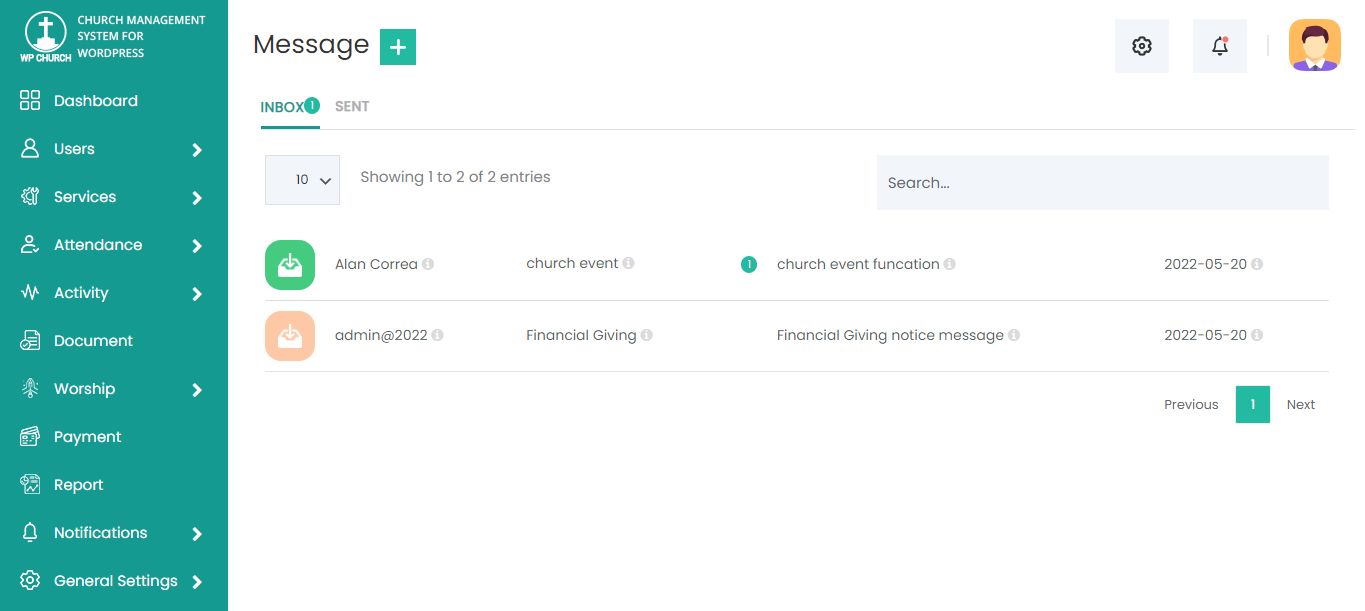 CHURCH MANAGEMENT
SYSTEM FOR
WORDPRESS
WP CHURCH
Dashboard
Users
Services
Attendance
Activity
Document
Worship
Payment
Report
Notifications
General Settings
Message +
INBOX 1 SENT
10 Showing 1 to 2 of 2 entries Search...
Alan Correa church event 1 church event funcation 2022-05-20
admin@2022 Financial Giving Financial Giving notice message 2022-05-20
Previous 1 Next